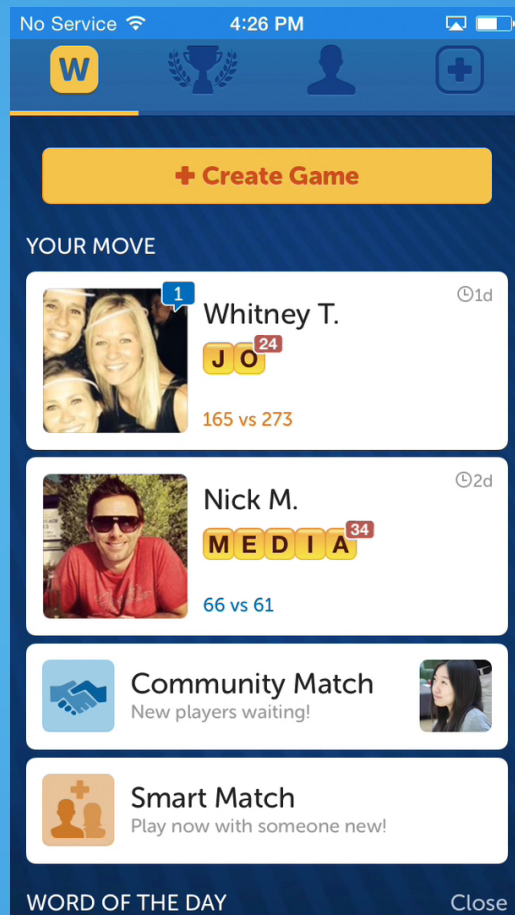 No Service 4:26 PM
W
Create Game
YOUR MOVE
1
1d
Whitney T.
JO 24
165 vs 273
2d
Nick M.
MEDIA 34
66 vs 61
Community Match
New players waiting!
Smart Match
Play now with someone new!
WORD OF THE DAY Close